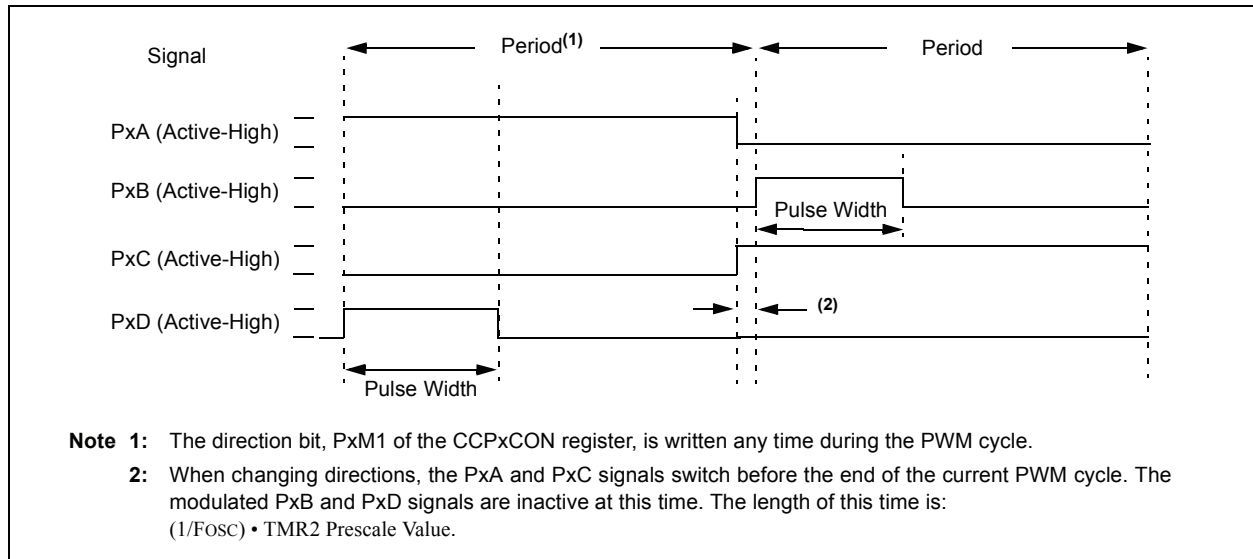 Signal
Period(1)
Period
PxA (Active-High)
PxB (Active-High)
Pulse Width
PxC (Active-High)
(2)
PxD (Active-High)
Pulse Width
Note 1: The direction bit, PxM1 of the CCPxCON register, is written any time during the PWM cycle.
2: When changing directions, the PxA and PxC signals switch before the end of the current PWM cycle. The
modulated PxB and PxD signals are inactive at this time. The length of this time is:
(1/FOSC) • TMR2 Prescale Value.